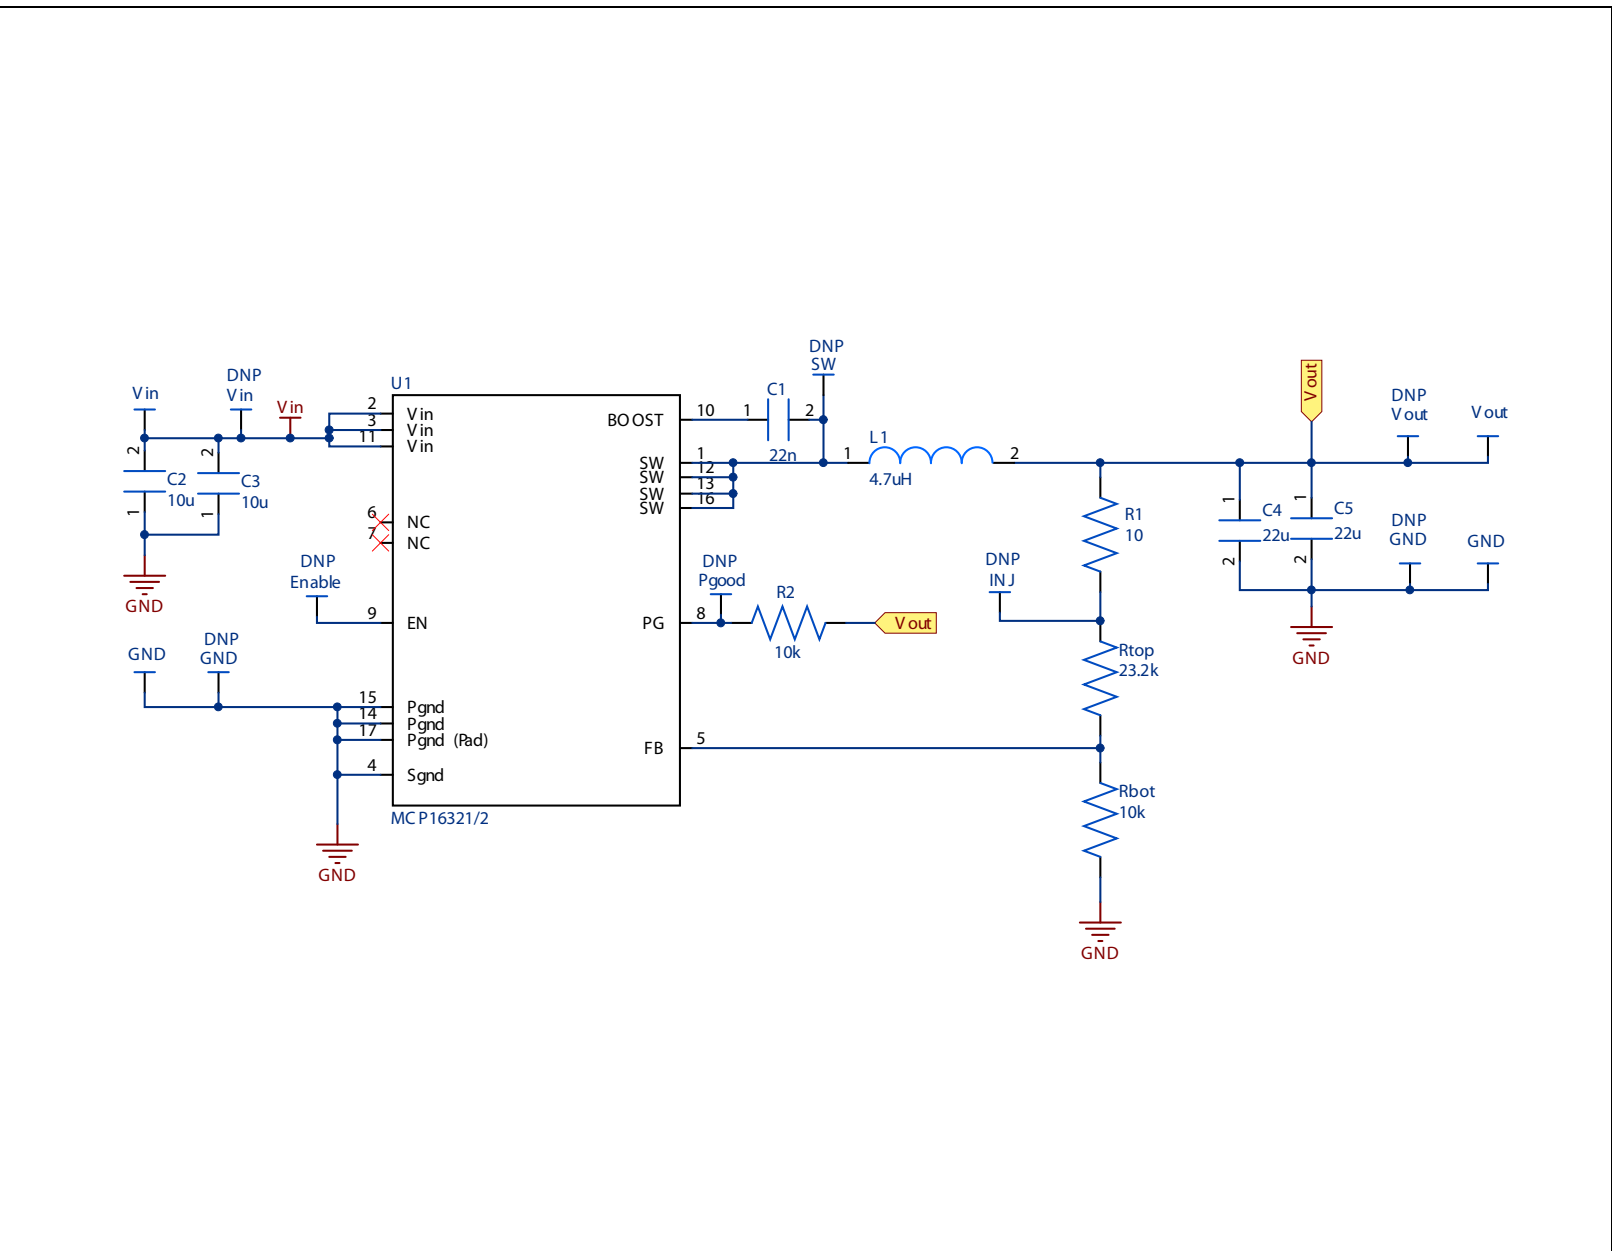 Vin
DNP
Vin
Vin
2
2
C2
10u
C3
10u
1
1
GND
U1
2
3
11
Vin
Vin
Vin
6
7
NC
NC
DNP
Enable
9
EN
GND
DNP
GND
15
14
17
4
Pgnd
Pgnd
Pgnd (Pad)
Sgnd
MCP16321/2
GND
BOOST
10
SW
SW
SW
SW
1
12
13
16
PG
8
FB
5
C1
1
2
22n
DNP
SW
L1
1
2
4.7uH
DNP
Pgood
R2
10k
Vout
DNP
INJ
R1
10
Rtop
23.2k
Rbot
10k
GND
Vout
1
C4
22u
2
1
C5
22u
2
GND
DNP
Vout
Vout
DNP
GND
GND